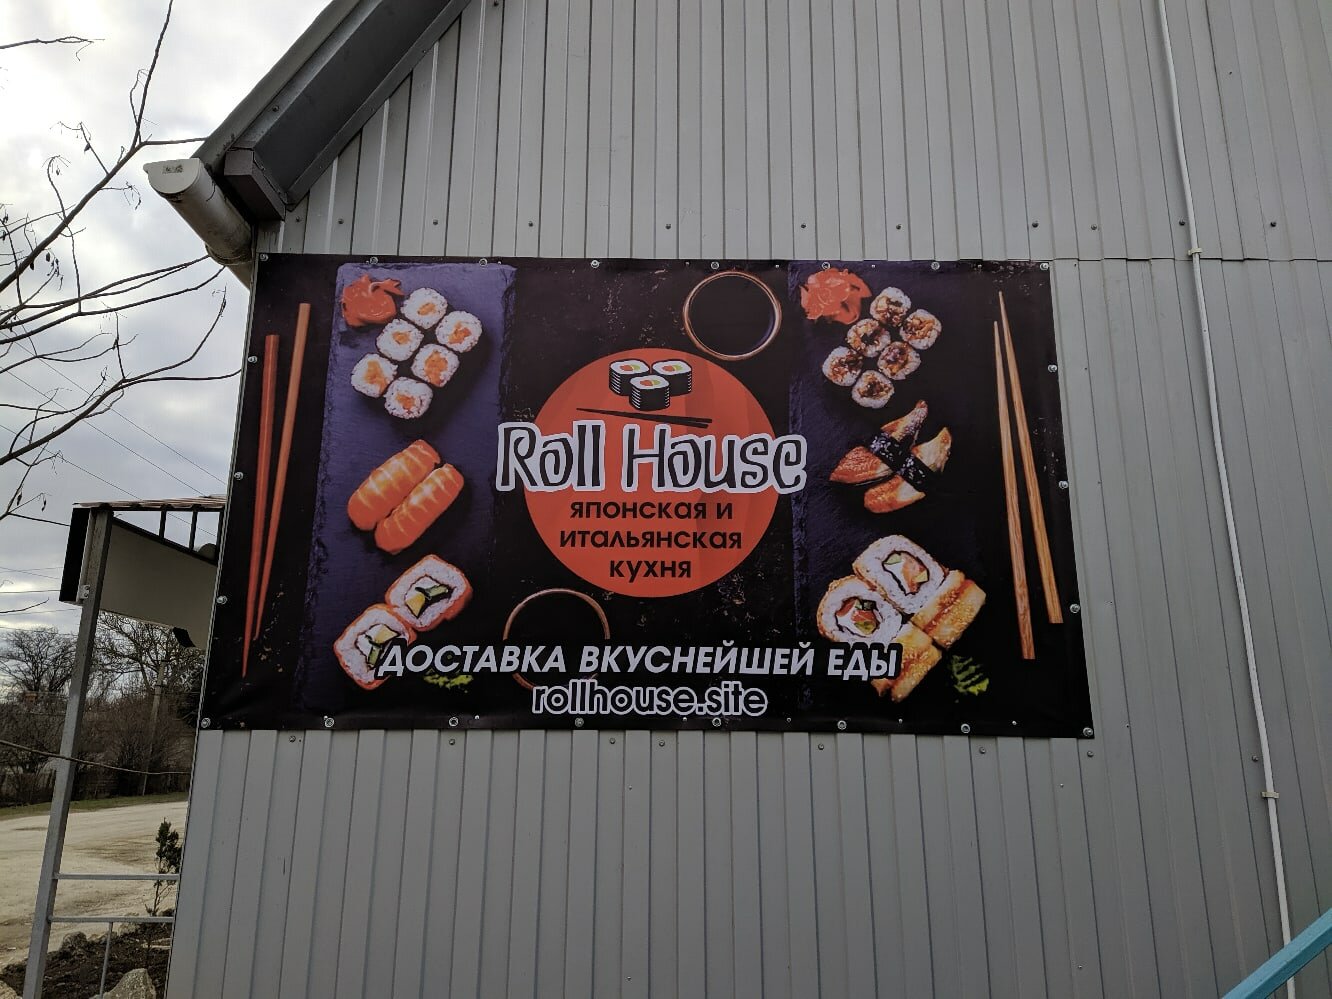 Roll House
ЯПОНСКАЯ И
ИТАЛЬЯНСКАЯ
КУХНЯ
ДОСТАВКА ВКУСНЕЙШЕЙ ЕДЫ
rollhouse.site